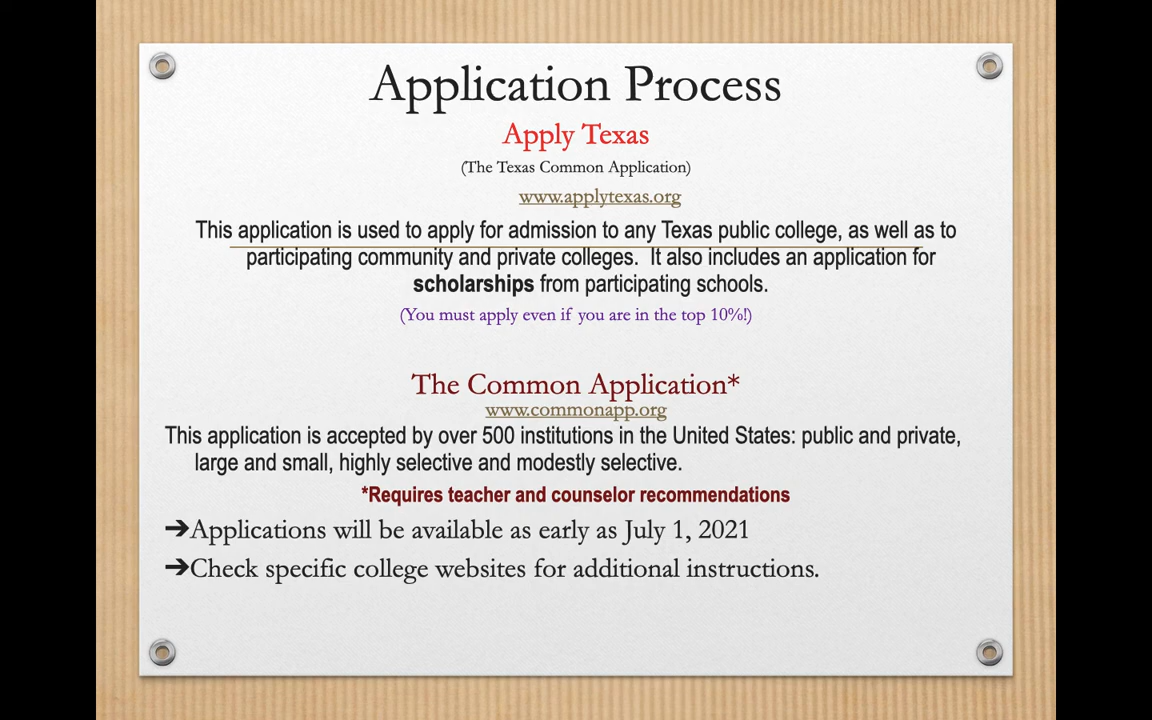 Application Process
Apply Texas
(The Texas Common Application)
www.applytexas.org
This application is used to apply for admission to any Texas public college, as well as to
participating community and private colleges.  It also includes an application for
scholarships from participating schools.
(You must apply even if you are in the top 10%!)
The Common Application*
www.commonapp.org
This application is accepted by over 500 institutions in the United States: public and private,
large and small, highly selective and modestly selective.
*Requires teacher and counselor recommendations
➔Applications will be available as early as July 1, 2021
➔Check specific college websites for additional instructions.